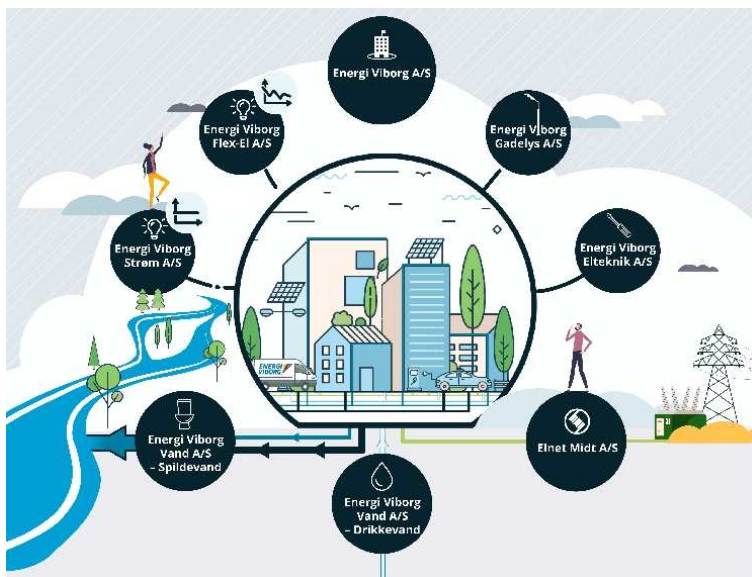 Energi Viborg A/S
Energi Viborg
Flex-El A/S
Energi Viborg
Gadelys A/S
Energi Viborg
Strøm A/S
Energi Viborg
Elteknik A/S
ENERGI
VIBORG
Energi Viborg
Vand A/S
– Spildevand
Elnet Midt A/S
Energi Viborg
Vand A/S
– Drikkevand